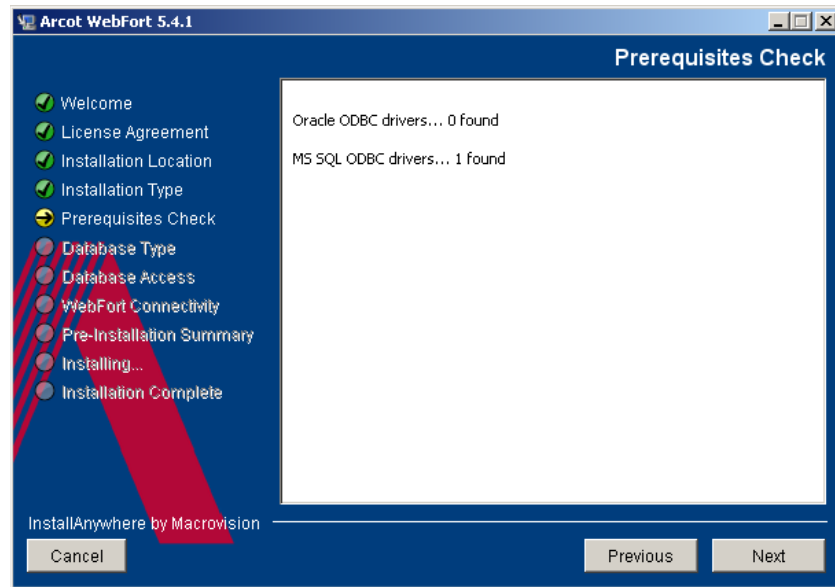 Arcot WebFort 5.4.1
Prerequisites Check
Welcome
License Agreement
Installation Location
Installation Type
Prerequisites Check
Database Type
Database Access
WebFort Connectivity
Pre-Installation Summary
Installing...
Installation Complete
Oracle ODBC drivers... 0 found
MS SQL ODBC drivers... 1 found
InstallAnywhere by Macrovision
Cancel
Previous
Next